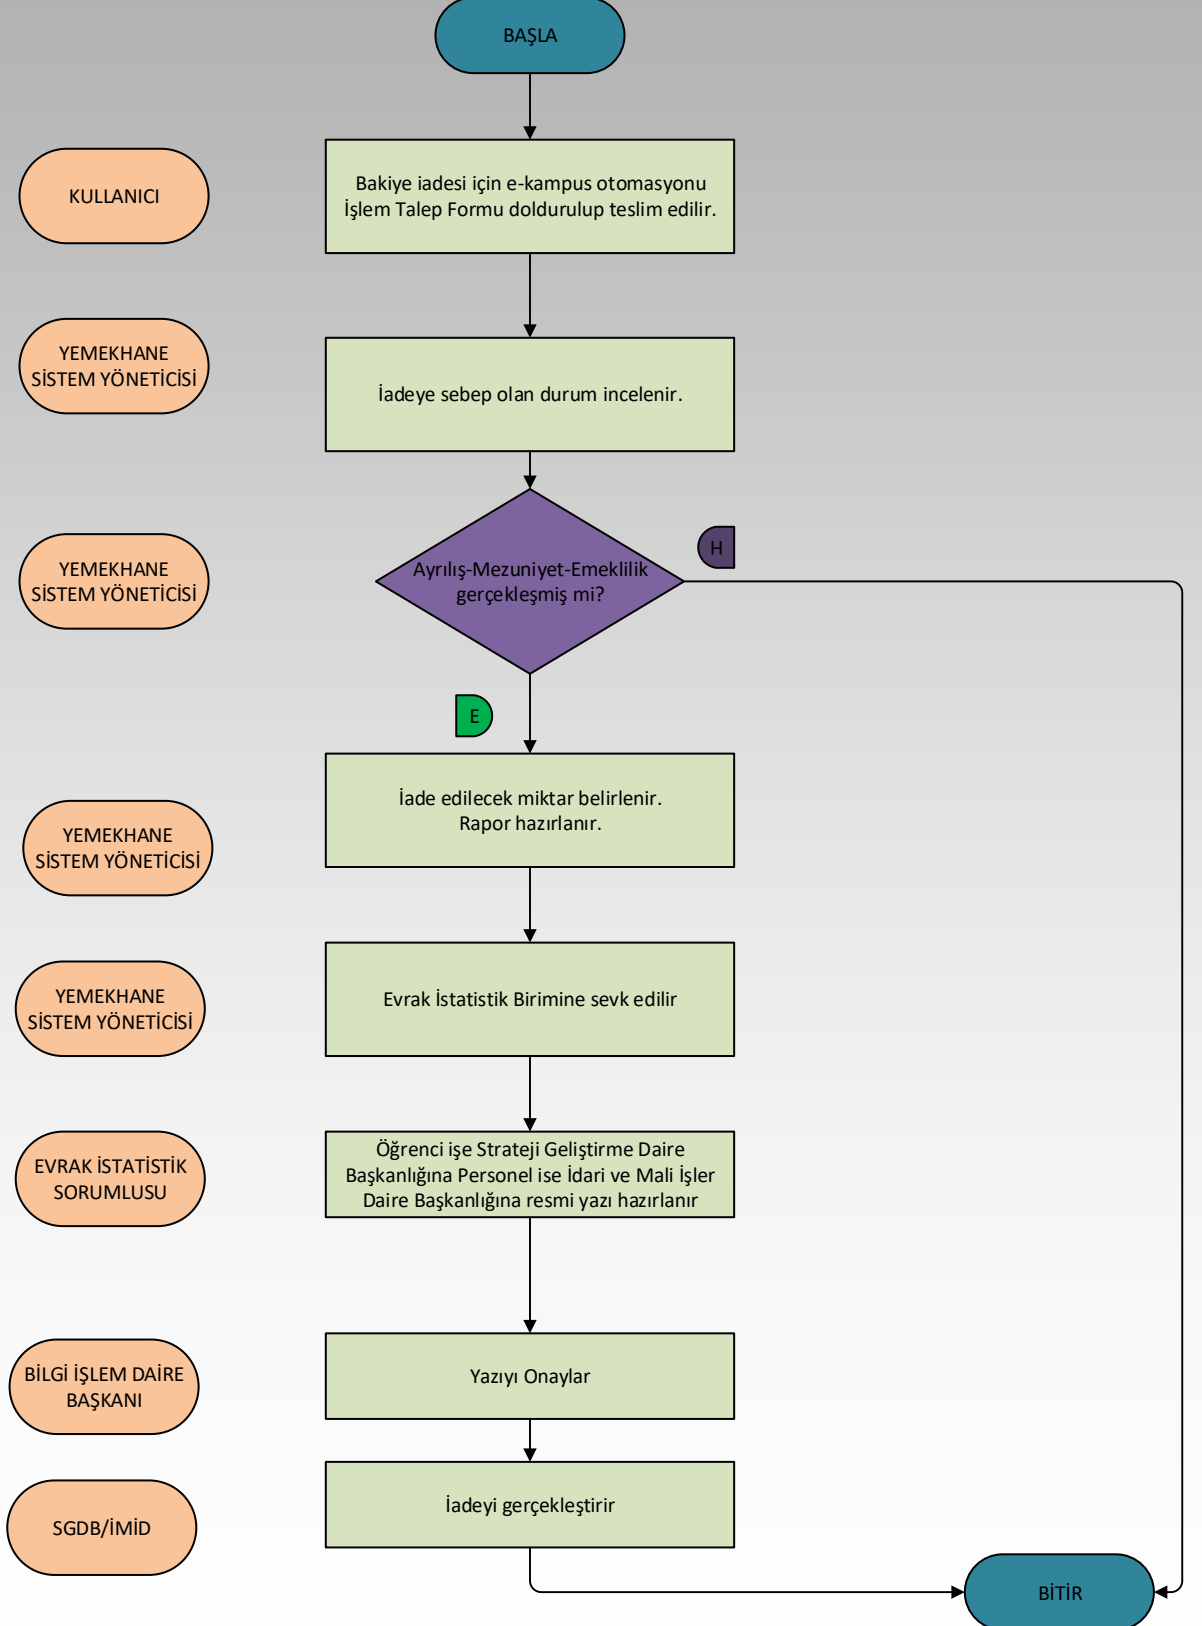 BAŞLA
KULLANICI
Bakiye iadesi için e-kampus otomasyonu
İşlem Talep Formu doldurulup teslim edilir.
YEMEKHANE
SİSTEM YÖNETİCİSİ
İadeye sebep olan durum incelenir.
YEMEKHANE
SİSTEM YÖNETİCİSİ
Ayrılış-Mezuniyet-Emeklilik
gerçekleşmiş mi?
H
E
YEMEKHANE
SİSTEM YÖNETİCİSİ
İade edilecek miktar belirlenir.
Rapor hazırlanır.
YEMEKHANE
SİSTEM YÖNETİCİSİ
Evrak İstatistik Birimine sevk edilir
EVRAK İSTATİSTİK
SORUMLUSU
Öğrenci işe Strateji Geliştirme Daire
Başkanlığına Personel ise İdari ve Mali İşler
Daire Başkanlığına resmi yazı hazırlanır
BİLGİ İŞLEM DAİRE
BAŞKANI
Yazıyı Onaylar
SGDB/İMİD
İadeyi gerçekleştirir
BİTİR